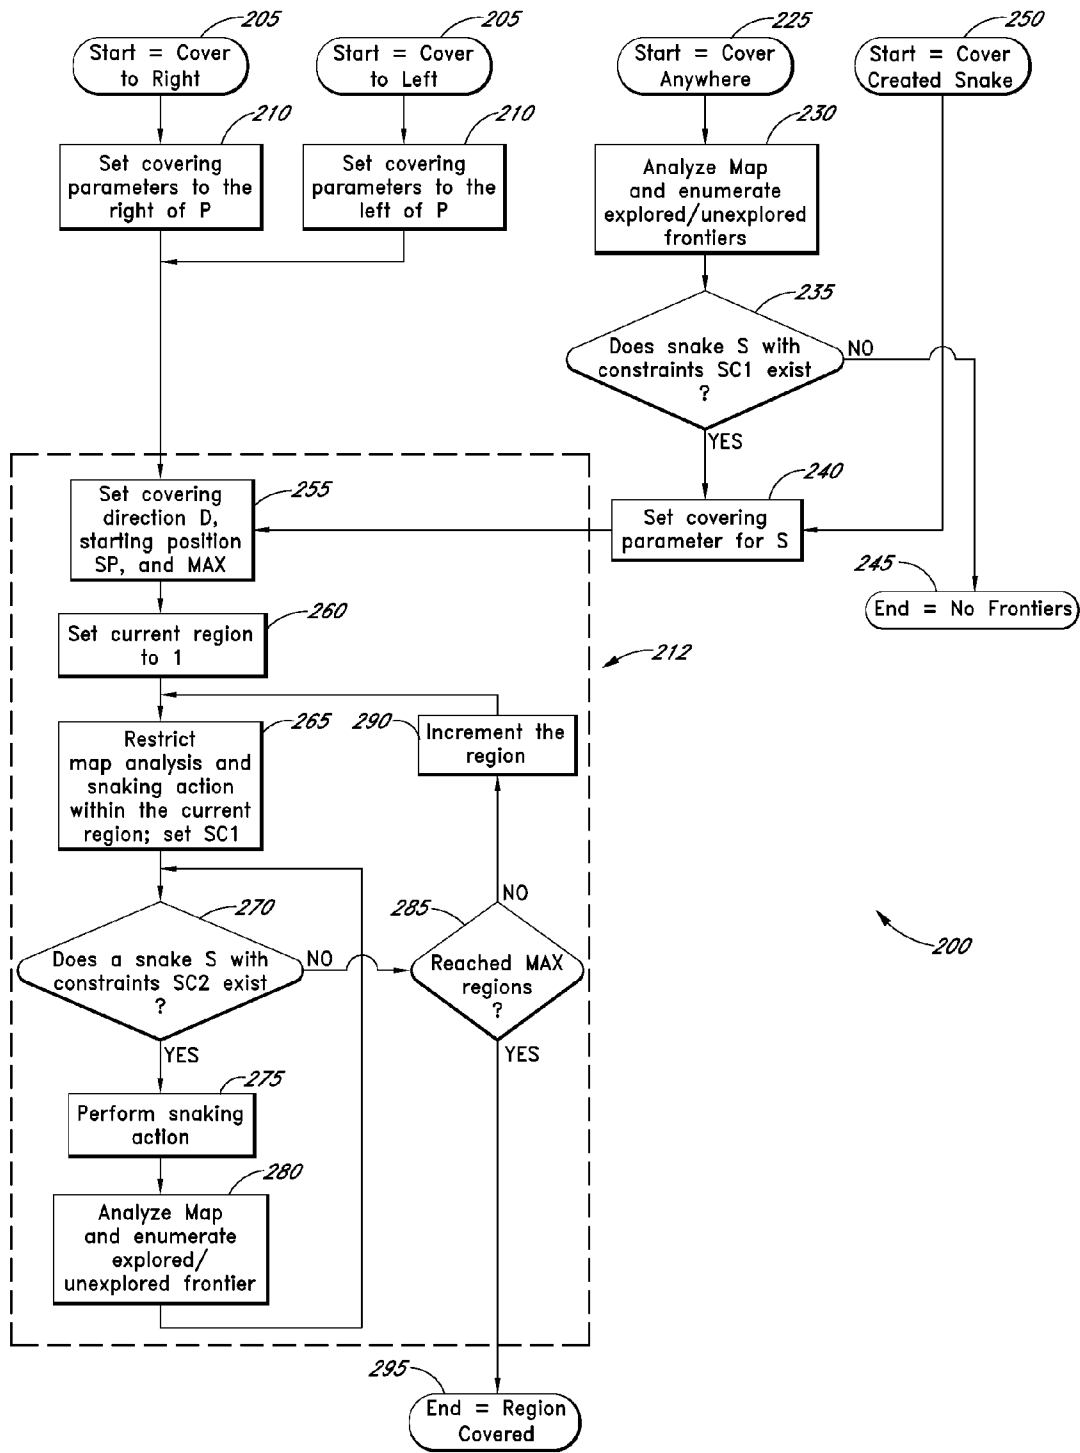 205
Start = Cover
to Right
205
Start = Cover
to Left
225
Start = Cover
Anywhere
250
Start = Cover
Created Snake
210
Set covering
parameters to the
right of P
210
Set covering
parameters to the
left of P
230
Analyze Map
and enumerate
explored/unexplored
frontiers
235
Does snake S with
constraints SC1 exist
?
NO
YES
240
Set covering
parameter for S
245
End = No Frontiers
255
Set covering
direction D,
starting position
SP, and MAX
260
Set current region
to 1
212
265
Restrict
map analysis and
snaking action
within the current
region; set SC1
290
Increment the
region
270
Does a snake S with
constraints SC2 exist
?
NO
YES
285
NO
Reached MAX
regions
?
YES
200
275
Perform snaking
action
280
Analyze Map
and enumerate
explored/
unexplored frontier
295
End = Region
Covered